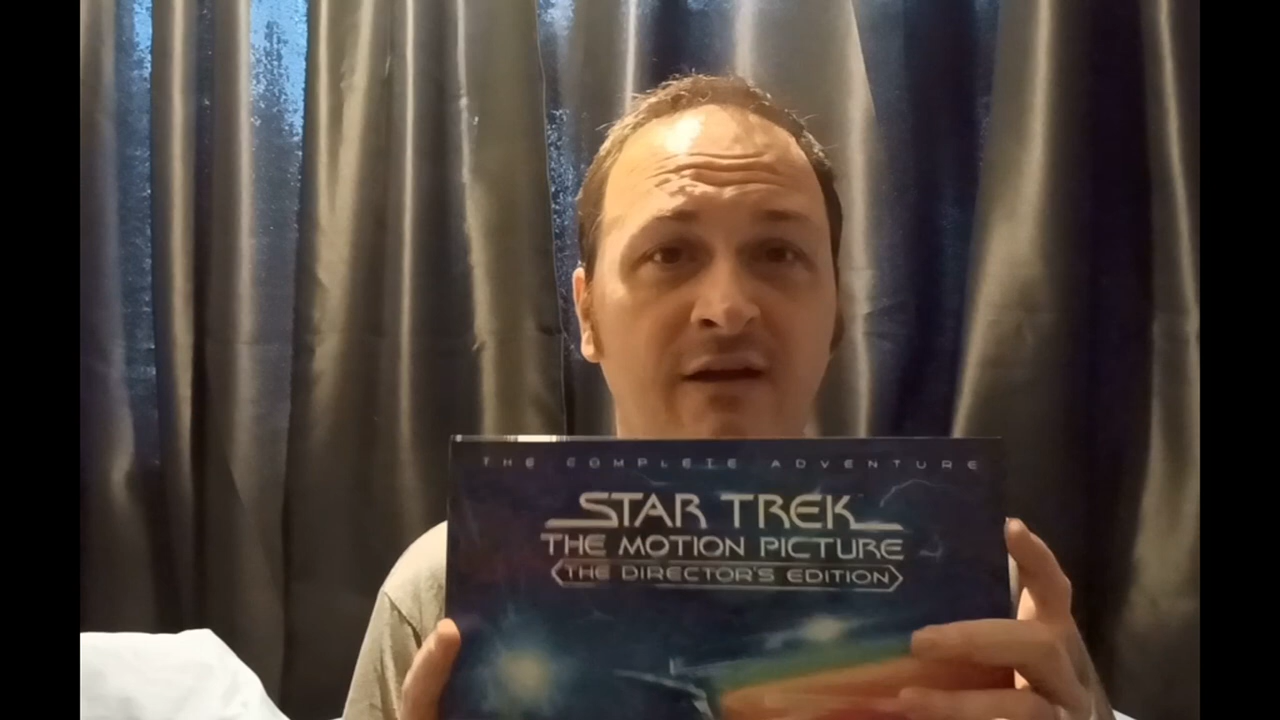 THE COMPLETE ADVENTURE
STAR TREK
THE MOTION PICTURE
THE DIRECTOR'S EDITION